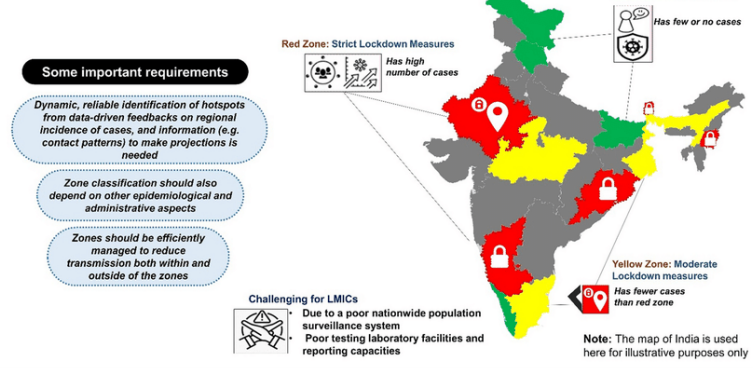 Has few or no cases
Red Zone: Strict Lockdown Measures
Has high
number of cases
Some important requirements
Dynamic, reliable identification of hotspots
from data-driven feedbacks on regional
incidence of cases, and information (e.g.
contact patterns) to make projections is
needed
Zone classification should also
depend on other epidemiological and
administrative aspects
Zones should be efficiently
managed to reduce
transmission both within and
outside of the zones
Yellow Zone: Moderate
Lockdown measures
Has fewer cases
than red zone
Challenging for LMICs
• Due to a poor nationwide population
surveillance system
• Poor testing laboratory facilities and
reporting capacities
Note: The map of India is used
here for illustrative purposes only